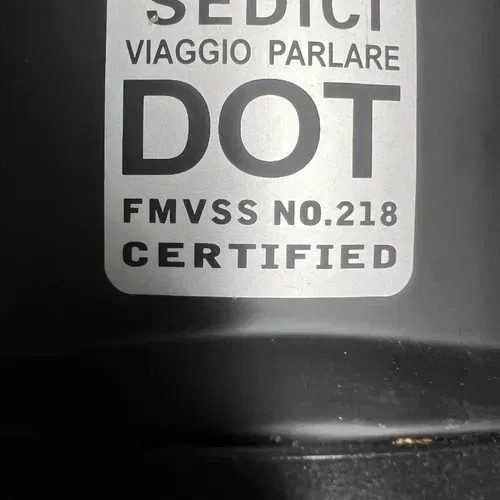 SEDICI
VIAGGIO PARLARE
DOT
FMVSS NO.218
CERTIFIED